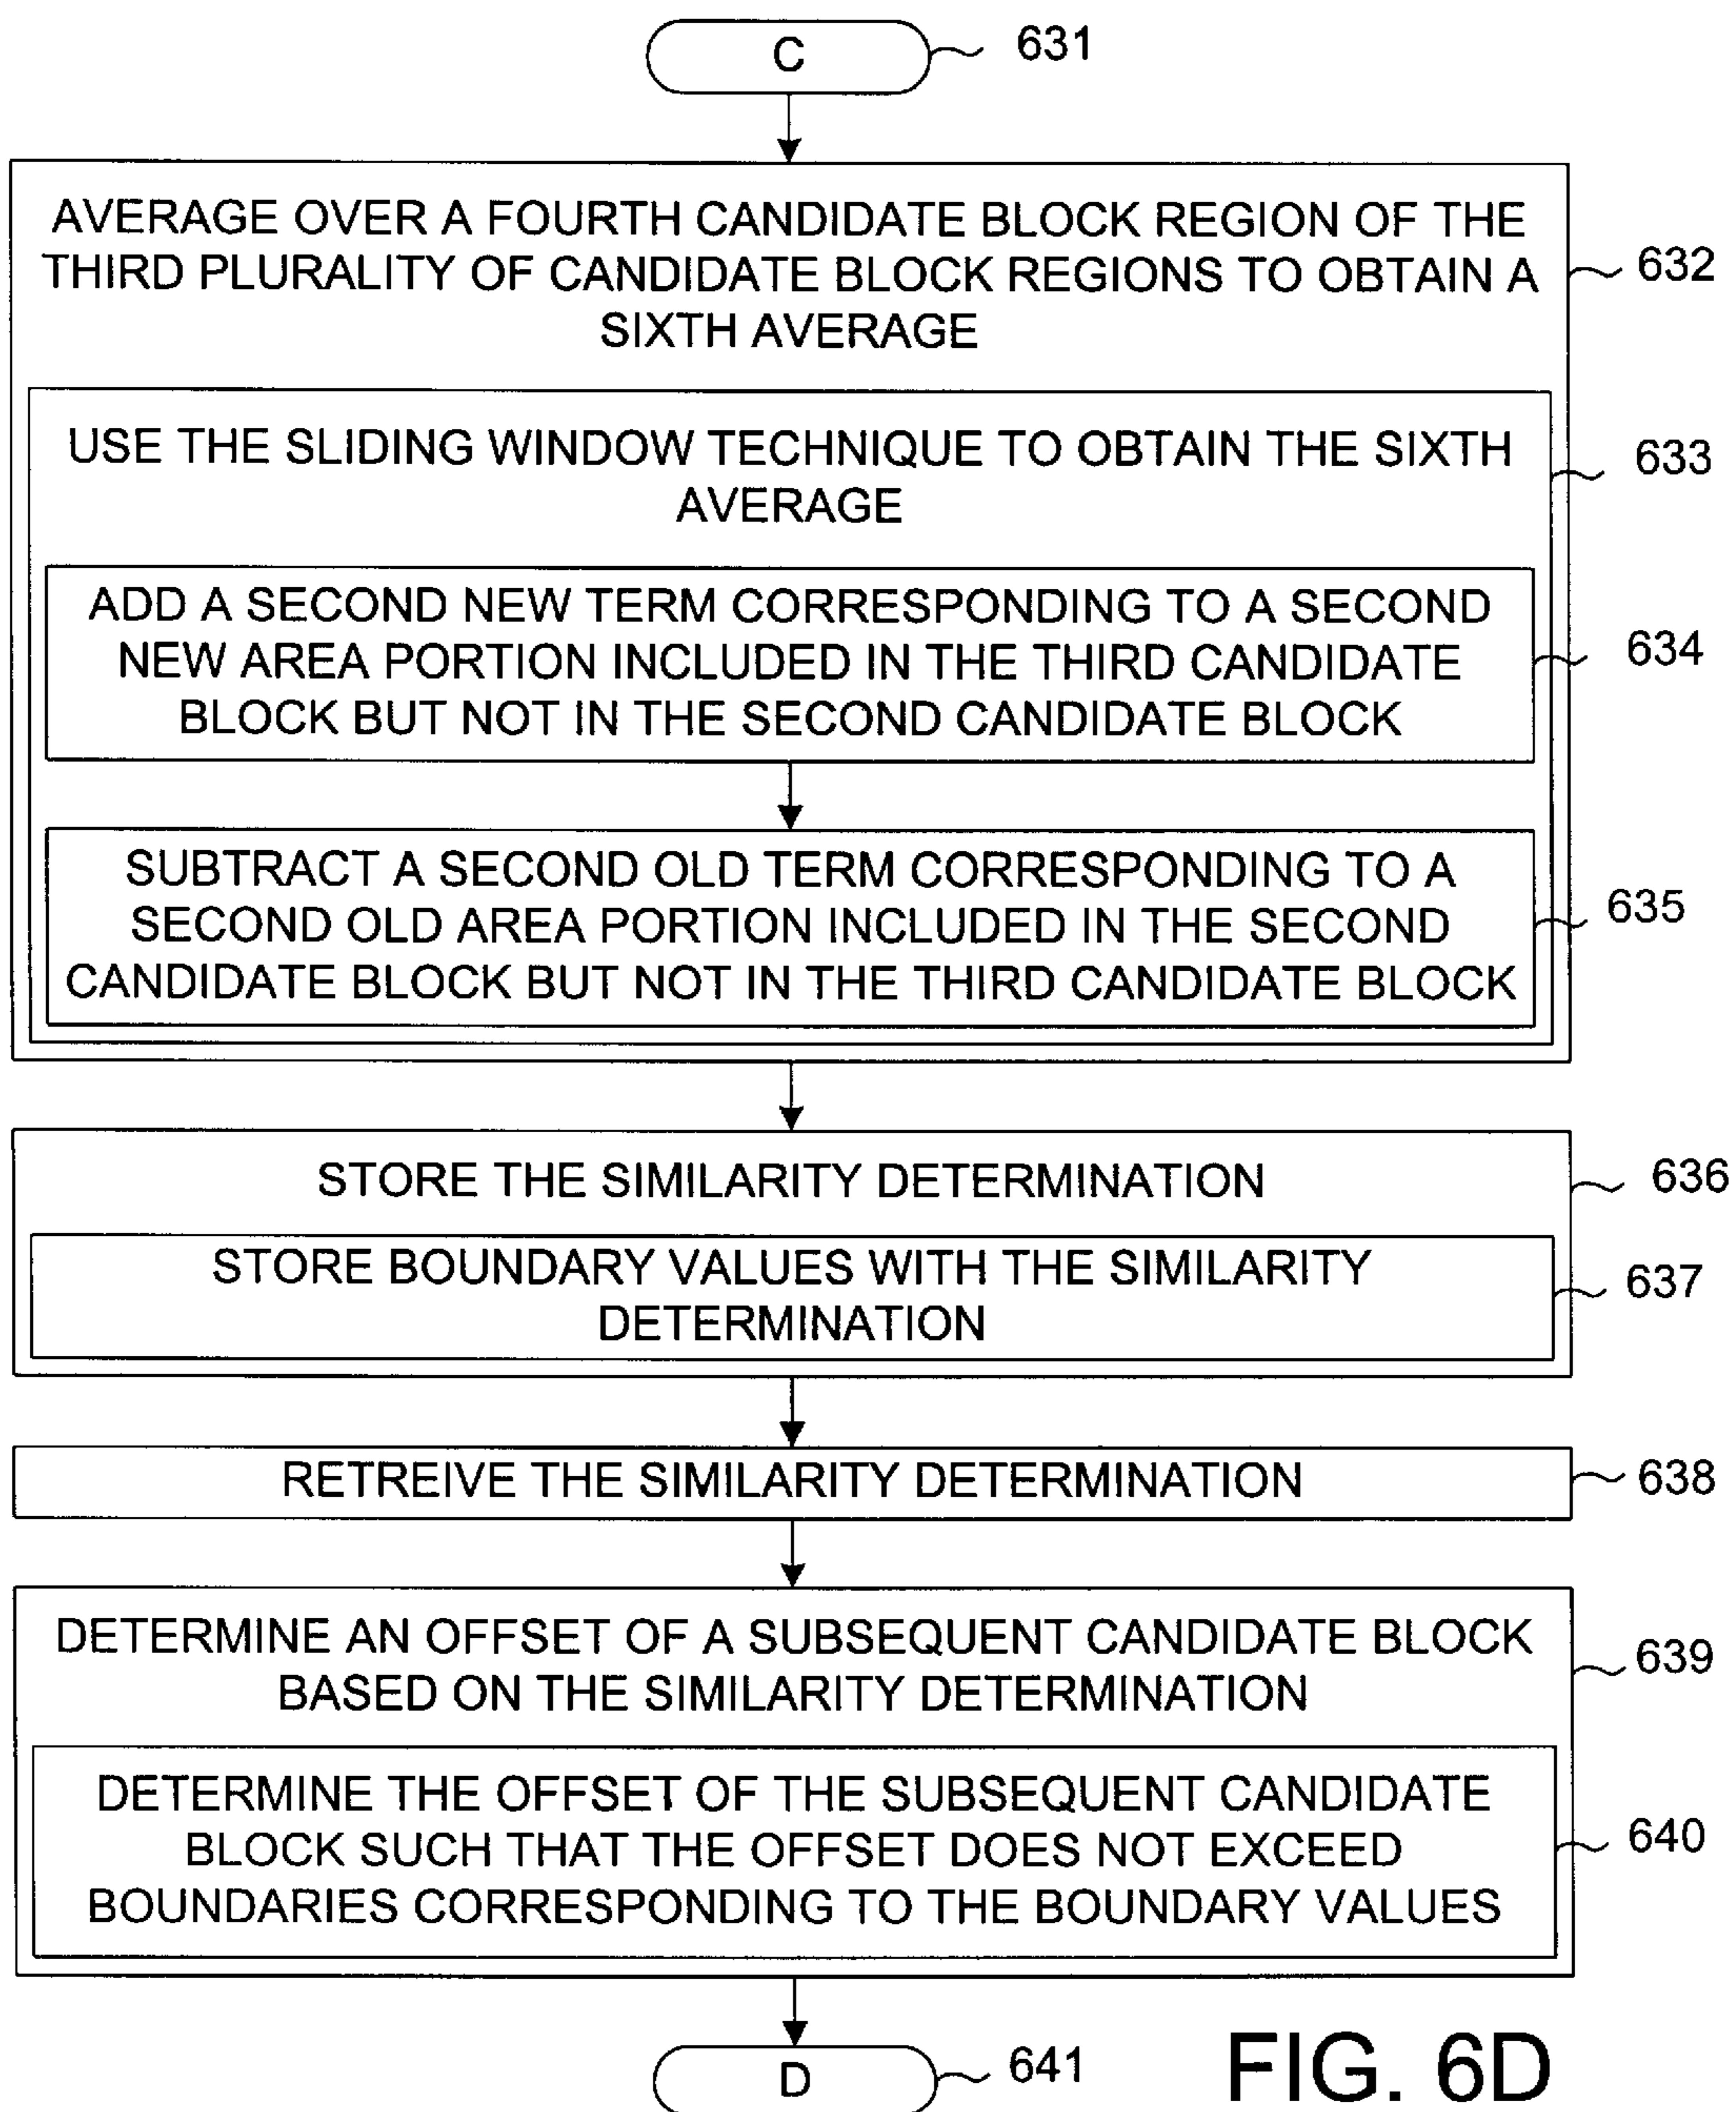 C
631
AVERAGE OVER A FOURTH CANDIDATE BLOCK REGION OF THE
THIRD PLURALITY OF CANDIDATE BLOCK REGIONS TO OBTAIN A
SIXTH AVERAGE
632
USE THE SLIDING WINDOW TECHNIQUE TO OBTAIN THE SIXTH
AVERAGE
633
ADD A SECOND NEW TERM CORRESPONDING TO A SECOND
NEW AREA PORTION INCLUDED IN THE THIRD CANDIDATE
BLOCK BUT NOT IN THE SECOND CANDIDATE BLOCK
634
SUBTRACT A SECOND OLD TERM CORRESPONDING TO A
SECOND OLD AREA PORTION INCLUDED IN THE SECOND
CANDIDATE BLOCK BUT NOT IN THE THIRD CANDIDATE BLOCK
635
STORE THE SIMILARITY DETERMINATION
636
STORE BOUNDARY VALUES WITH THE SIMILARITY
DETERMINATION
637
RETREIVE THE SIMILARITY DETERMINATION
638
DETERMINE AN OFFSET OF A SUBSEQUENT CANDIDATE BLOCK
BASED ON THE SIMILARITY DETERMINATION
639
DETERMINE THE OFFSET OF THE SUBSEQUENT CANDIDATE
BLOCK SUCH THAT THE OFFSET DOES NOT EXCEED
BOUNDARIES CORRESPONDING TO THE BOUNDARY VALUES
640
D
641
FIG. 6D